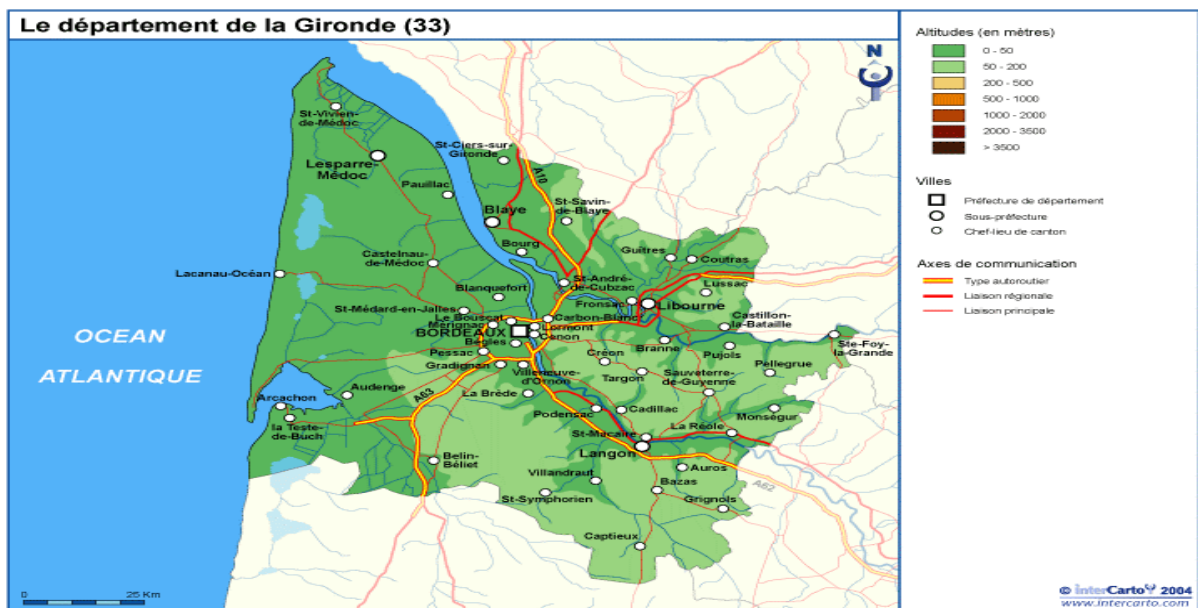 Le département de la Gironde (33)
N
St-Vivien-
de-Médoc
St-Ciers-sur-
Gironde
Lesparre-
Médoc
A10
Pauillac
St-Savin-
de-Blaye
Blaye
Bourg
Guîtres
Coutras
Castelnau-
de-Médoc
Lacanau-Océan
St-André-
de-Cubzac
Lussac
Blanquefort
Fronsac
Libourne
St-Médard-en-Jalles
Le Bouscat
Carbon-Blanc
Castillon-
la-Bataille
Mérignac
Lormont
BORDEAUX
Cenon
OCEAN
ATLANTIQUE
Bègles
Branne
Ste-Foy-
la-Grande
Pessac
Créon
Pujols
Gradignan
Villeneuve-
d'Ornon
Targon
Sauveterre-
de-Guyenne
Pellegrue
Audenge
A63
La Brède
Arcachon
Podensac
Cadillac
Monségur
la Teste-
de-Buch
St-Macaire
La Réole
Langon
Belin-
Béliet
Villandraut
Auros
A62
St-Symphorien
Bazas
Grignols
Captieux
0 25 Km
Altitudes (en mètres)
0 - 50
50 - 200
200 - 500
500 - 1000
1000 - 2000
2000 - 3500
> 3500
Villes
Préfecture de département
Sous-préfecture
Chef-lieu de canton
Axes de communication
Type autoroutier
Liaison régionale
Liaison principale
© InterCarto 2004
www.intercarto.com